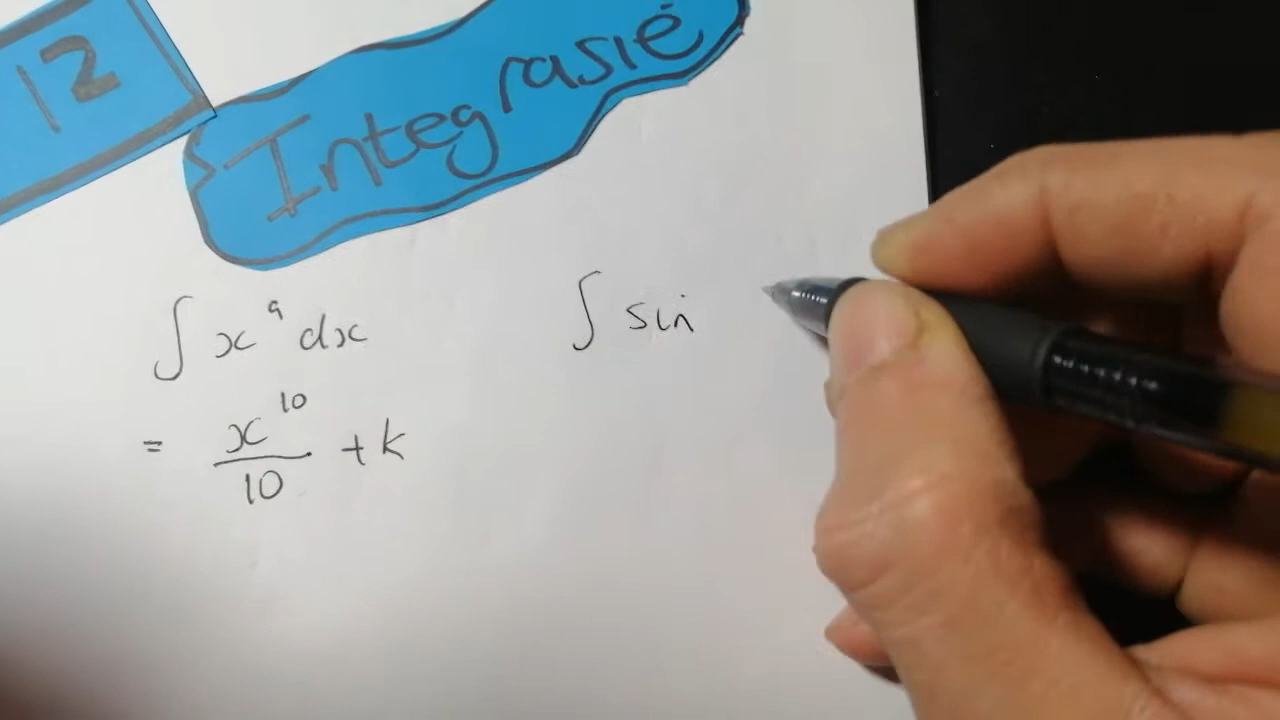 12
Integrasie
∫ x⁹ dx
= x¹⁰/10 + k
∫ sin